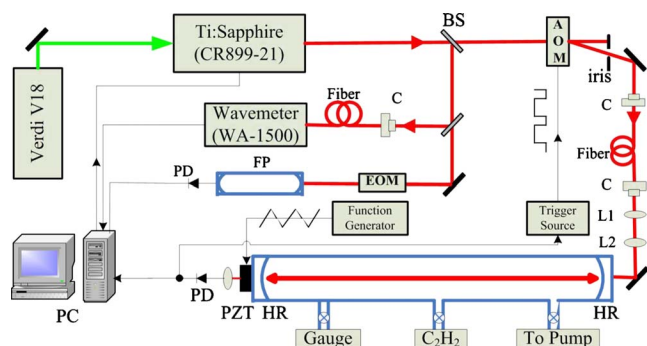 Ti:Sapphire
(CR899-21)
BS
AOM
iris
Verdi V18
Wavemeter
(WA-1500)
Fiber
C
C
Fiber
PD
FP
EOM
C
Function
Generator
Trigger
Source
L1
L2
PC
PD
PZT
HR
HR
Gauge
C₂H₂
To Pump